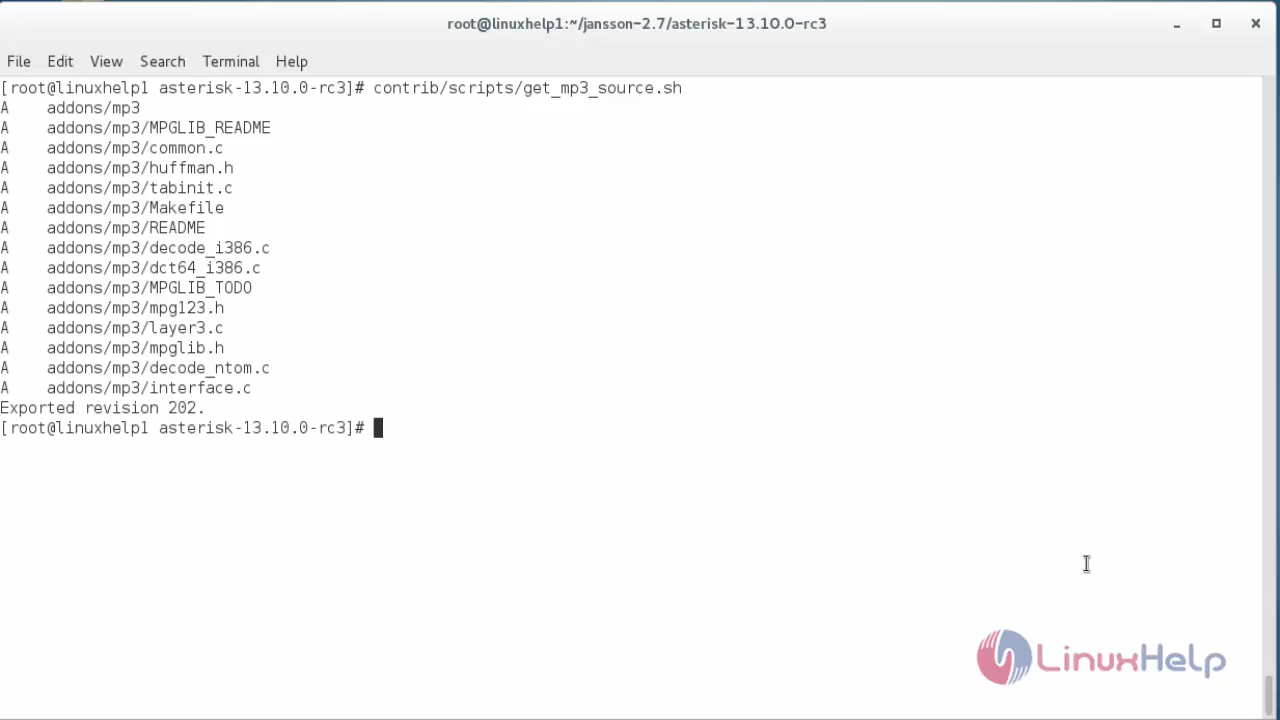 root@linuxhelp1:~/jansson-2.7/asterisk-13.10.0-rc3
File Edit View Search Terminal Help
[root@linuxhelp1 asterisk-13.10.0-rc3]# contrib/scripts/get_mp3_source.sh
A    addons/mp3
A    addons/mp3/MPGLIB_README
A    addons/mp3/common.c
A    addons/mp3/huffman.h
A    addons/mp3/tabinit.c
A    addons/mp3/Makefile
A    addons/mp3/README
A    addons/mp3/decode_i386.c
A    addons/mp3/dct64_i386.c
A    addons/mp3/MPGLIB_TODO
A    addons/mp3/mpg123.h
A    addons/mp3/layer3.c
A    addons/mp3/mpglib.h
A    addons/mp3/decode_ntom.c
A    addons/mp3/interface.c
Exported revision 202.
[root@linuxhelp1 asterisk-13.10.0-rc3]#
LinuxHelp